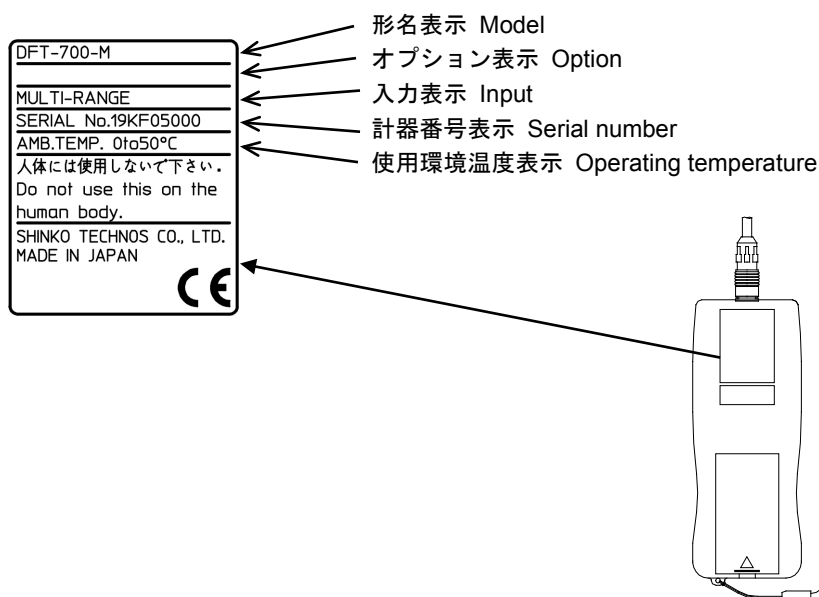 形名表示 Model
オプション表示 Option
入力表示 Input
計器番号表示 Serial number
使用環境温度表示 Operating temperature
DFT-700-M
MULTI-RANGE
SERIAL No.19KF05000
AMB.TEMP. 0to50°C
人体には使用しないで下さい.
Do not use this on the
human body.
SHINKO TECHNOS CO., LTD.
MADE IN JAPAN
CE